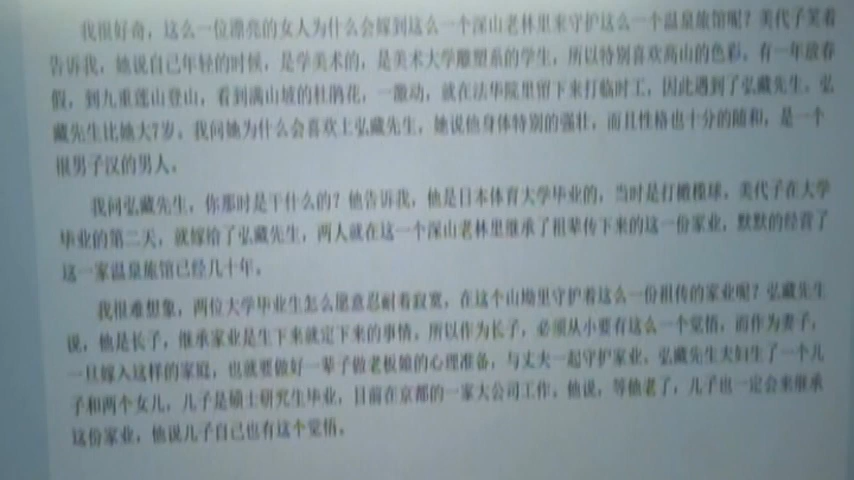 我很好奇，这么一位漂亮的女人为什么会嫁到这么一个深山老林里来守护这么一个温泉旅馆呢？美代子笑着
告诉我，她说自己年轻的时候，是学美术的，是美术大学雕塑系的学生，所以特别喜欢高山的色彩。有一年放春
假，到九重莲山登山，看到满山坡的杜鹃花，一激动，就在法华院里留下来打临时工，因此遇到了弘藏先生。弘
藏先生比她大7岁。我问她为什么会喜欢上弘藏先生，她说他身体特别的强壮，而且性格也十分的随和，是一个
很男子汉的男人。
我问弘藏先生，你那时是干什么的？他告诉我，他是日本体育大学毕业的，当时是打橄榄球。美代子在大学
毕业的第二天，就嫁给了弘藏先生，两人就在这一个深山老林里继承了祖辈传下来的这一份家业，默默的经营了
这一家温泉旅馆已经几十年。
我很难想象，两位大学毕业生怎么愿意忍耐着寂寞，在这个山坳里守护着这么一份祖传的家业呢？弘藏先生
说，他是长子，继承家业是生下来就定下来的事情，所以作为长子，必须从小要有这么一个觉悟，而作为妻子，
一旦嫁入这样的家庭，也就要做好一辈子做老板娘的心理准备，与丈夫一起守护家业。弘藏先生夫妇生了一个儿
子和两个女儿，儿子是硕士研究生毕业，目前在京都的一家大公司工作。他说，等他老了，儿子也一定会来继承
这份家业，他说儿子自己也有这个觉悟。